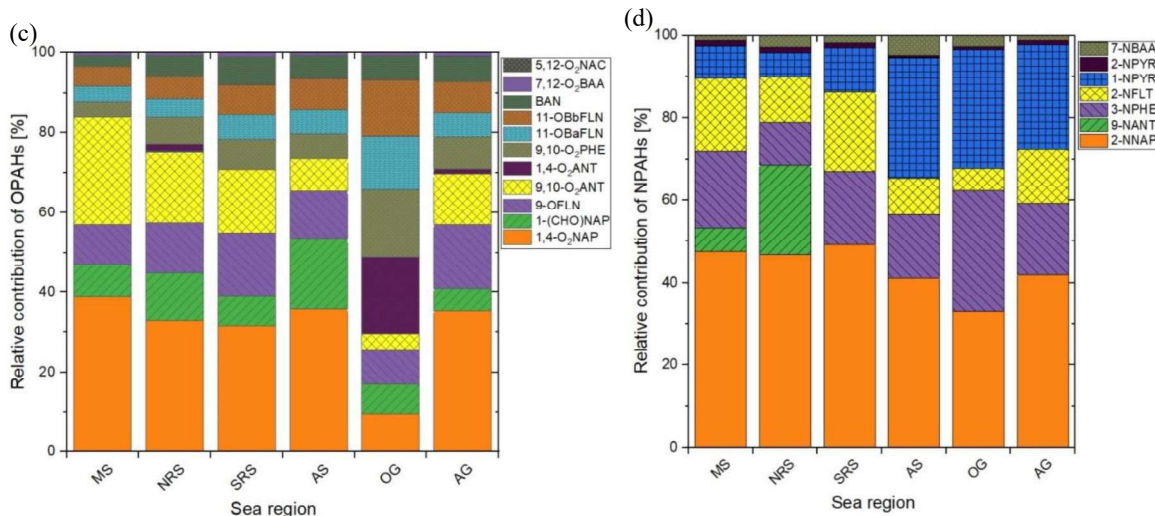 (c)
Relative contribution of OPAHs [%]
100
80
60
40
20
0
MS
NRS
SRS
AS
OG
AG
Sea region
5,12-O₂NAC
7,12-O₂BAA
BAN
11-OBbFLN
11-OBaFLN
9,10-O₂PHE
1,4-O₂ANT
9,10-O₂ANT
9-OFLN
1-(CHO)NAP
1,4-O₂NAP
(d)
Relative contribution of NPAHs [%]
100
80
60
40
20
0
MS
NRS
SRS
AS
OG
AG
Sea region
7-NBAA
2-NPYR
1-NPYR
2-NFLT
3-NPHE
9-NANT
2-NNAP